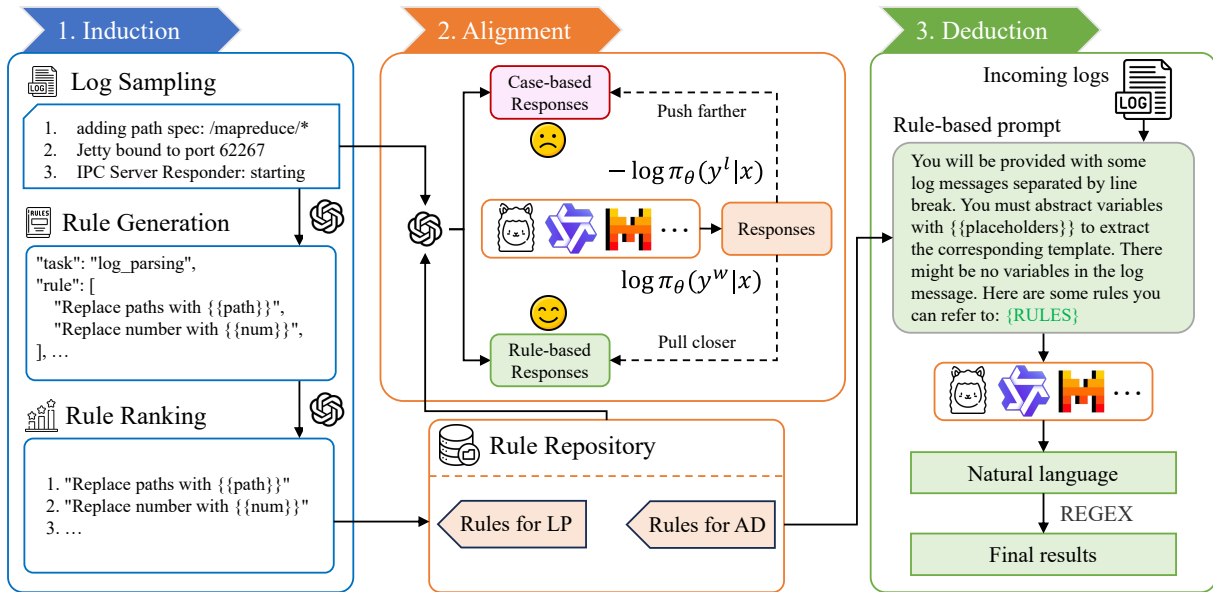 1. Induction
Log Sampling
LOG
1. adding path spec: /mapreduce/*
2. Jetty bound to port 62267
3. IPC Server Responder: starting
RULES
Rule Generation
"task": "log_parsing",
"rule": [
"Replace paths with {{path}}",
"Replace number with {{num}}",
], …
Rule Ranking
1. "Replace paths with {{path}}"
2. "Replace number with {{num}}"
3. …
2. Alignment
Case-based
Responses
Push farther
− log π_θ(y^l|x)
Responses
…
log π_θ(y^w|x)
Rule-based
Responses
Pull closer
Rule Repository
Rules for LP
Rules for AD
3. Deduction
Incoming logs
LOG
Rule-based prompt
You will be provided with some
log messages separated by line
break. You must abstract variables
with {{placeholders}} to extract
the corresponding template. There
might be no variables in the log
message. Here are some rules you
can refer to: {RULES}
…
Natural language
REGEX
Final results